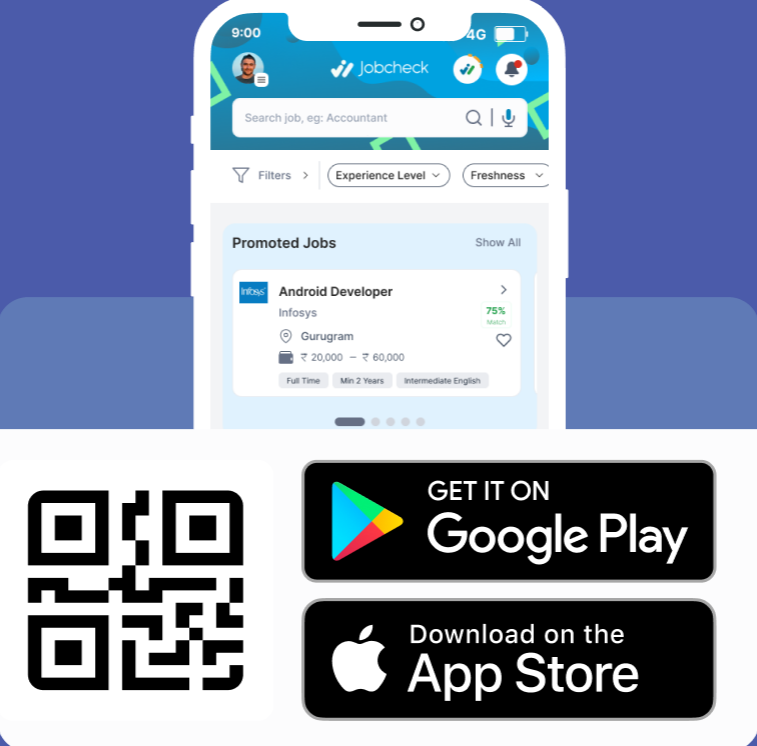 9:00
4G
Jobcheck
Search job, eg: Accountant
Filters
Experience Level
Freshness
Promoted Jobs
Show All
Infosys
Android Developer
Infosys
75%
Match
Gurugram
₹ 20,000 – ₹ 60,000
Full Time
Min 2 Years
Intermediate English
GET IT ON
Google Play
Download on the
App Store